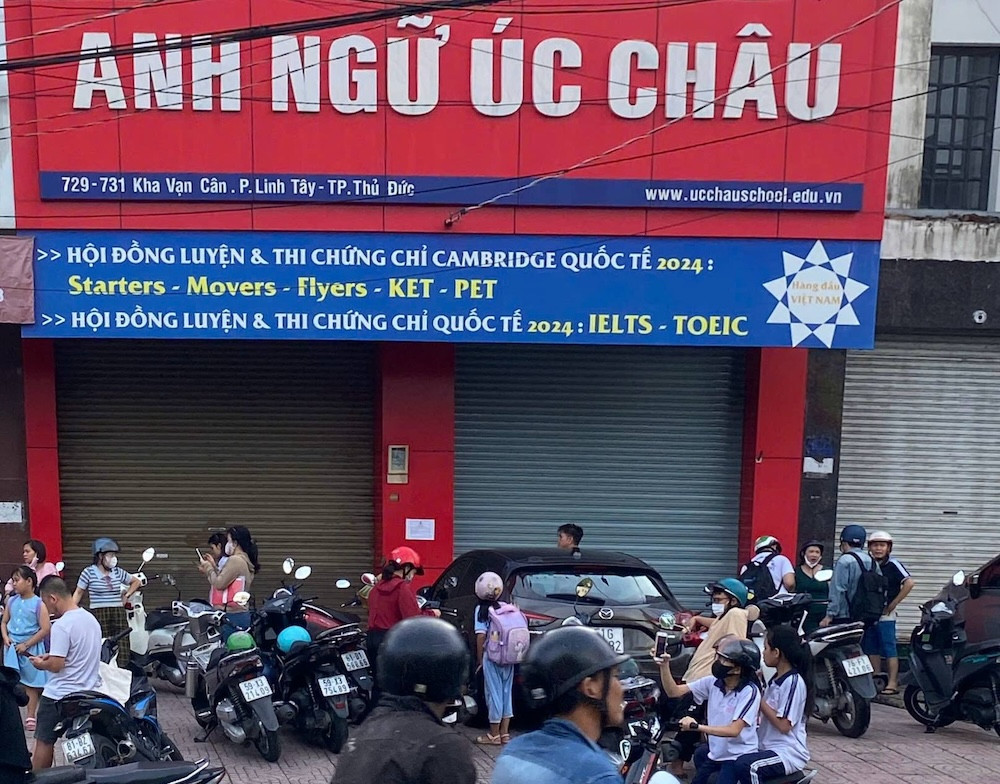 ANH NGỮ ÚC CHÂU
729-731 Kha Vạn Cân . P.Linh Tây - TP.Thủ Đức
www.ucchauschool.edu.vn
>> HỘI ĐỒNG LUYỆN & THI CHỨNG CHỈ CAMBRIDGE QUỐC TẾ 2024 :
Starters - Movers - Flyers - KET - PET
>> HỘI ĐỒNG LUYỆN & THI CHỨNG CHỈ QUỐC TẾ 2024 : IELTS - TOEIC
Hàng đầu
VIỆT NAM
59-X3